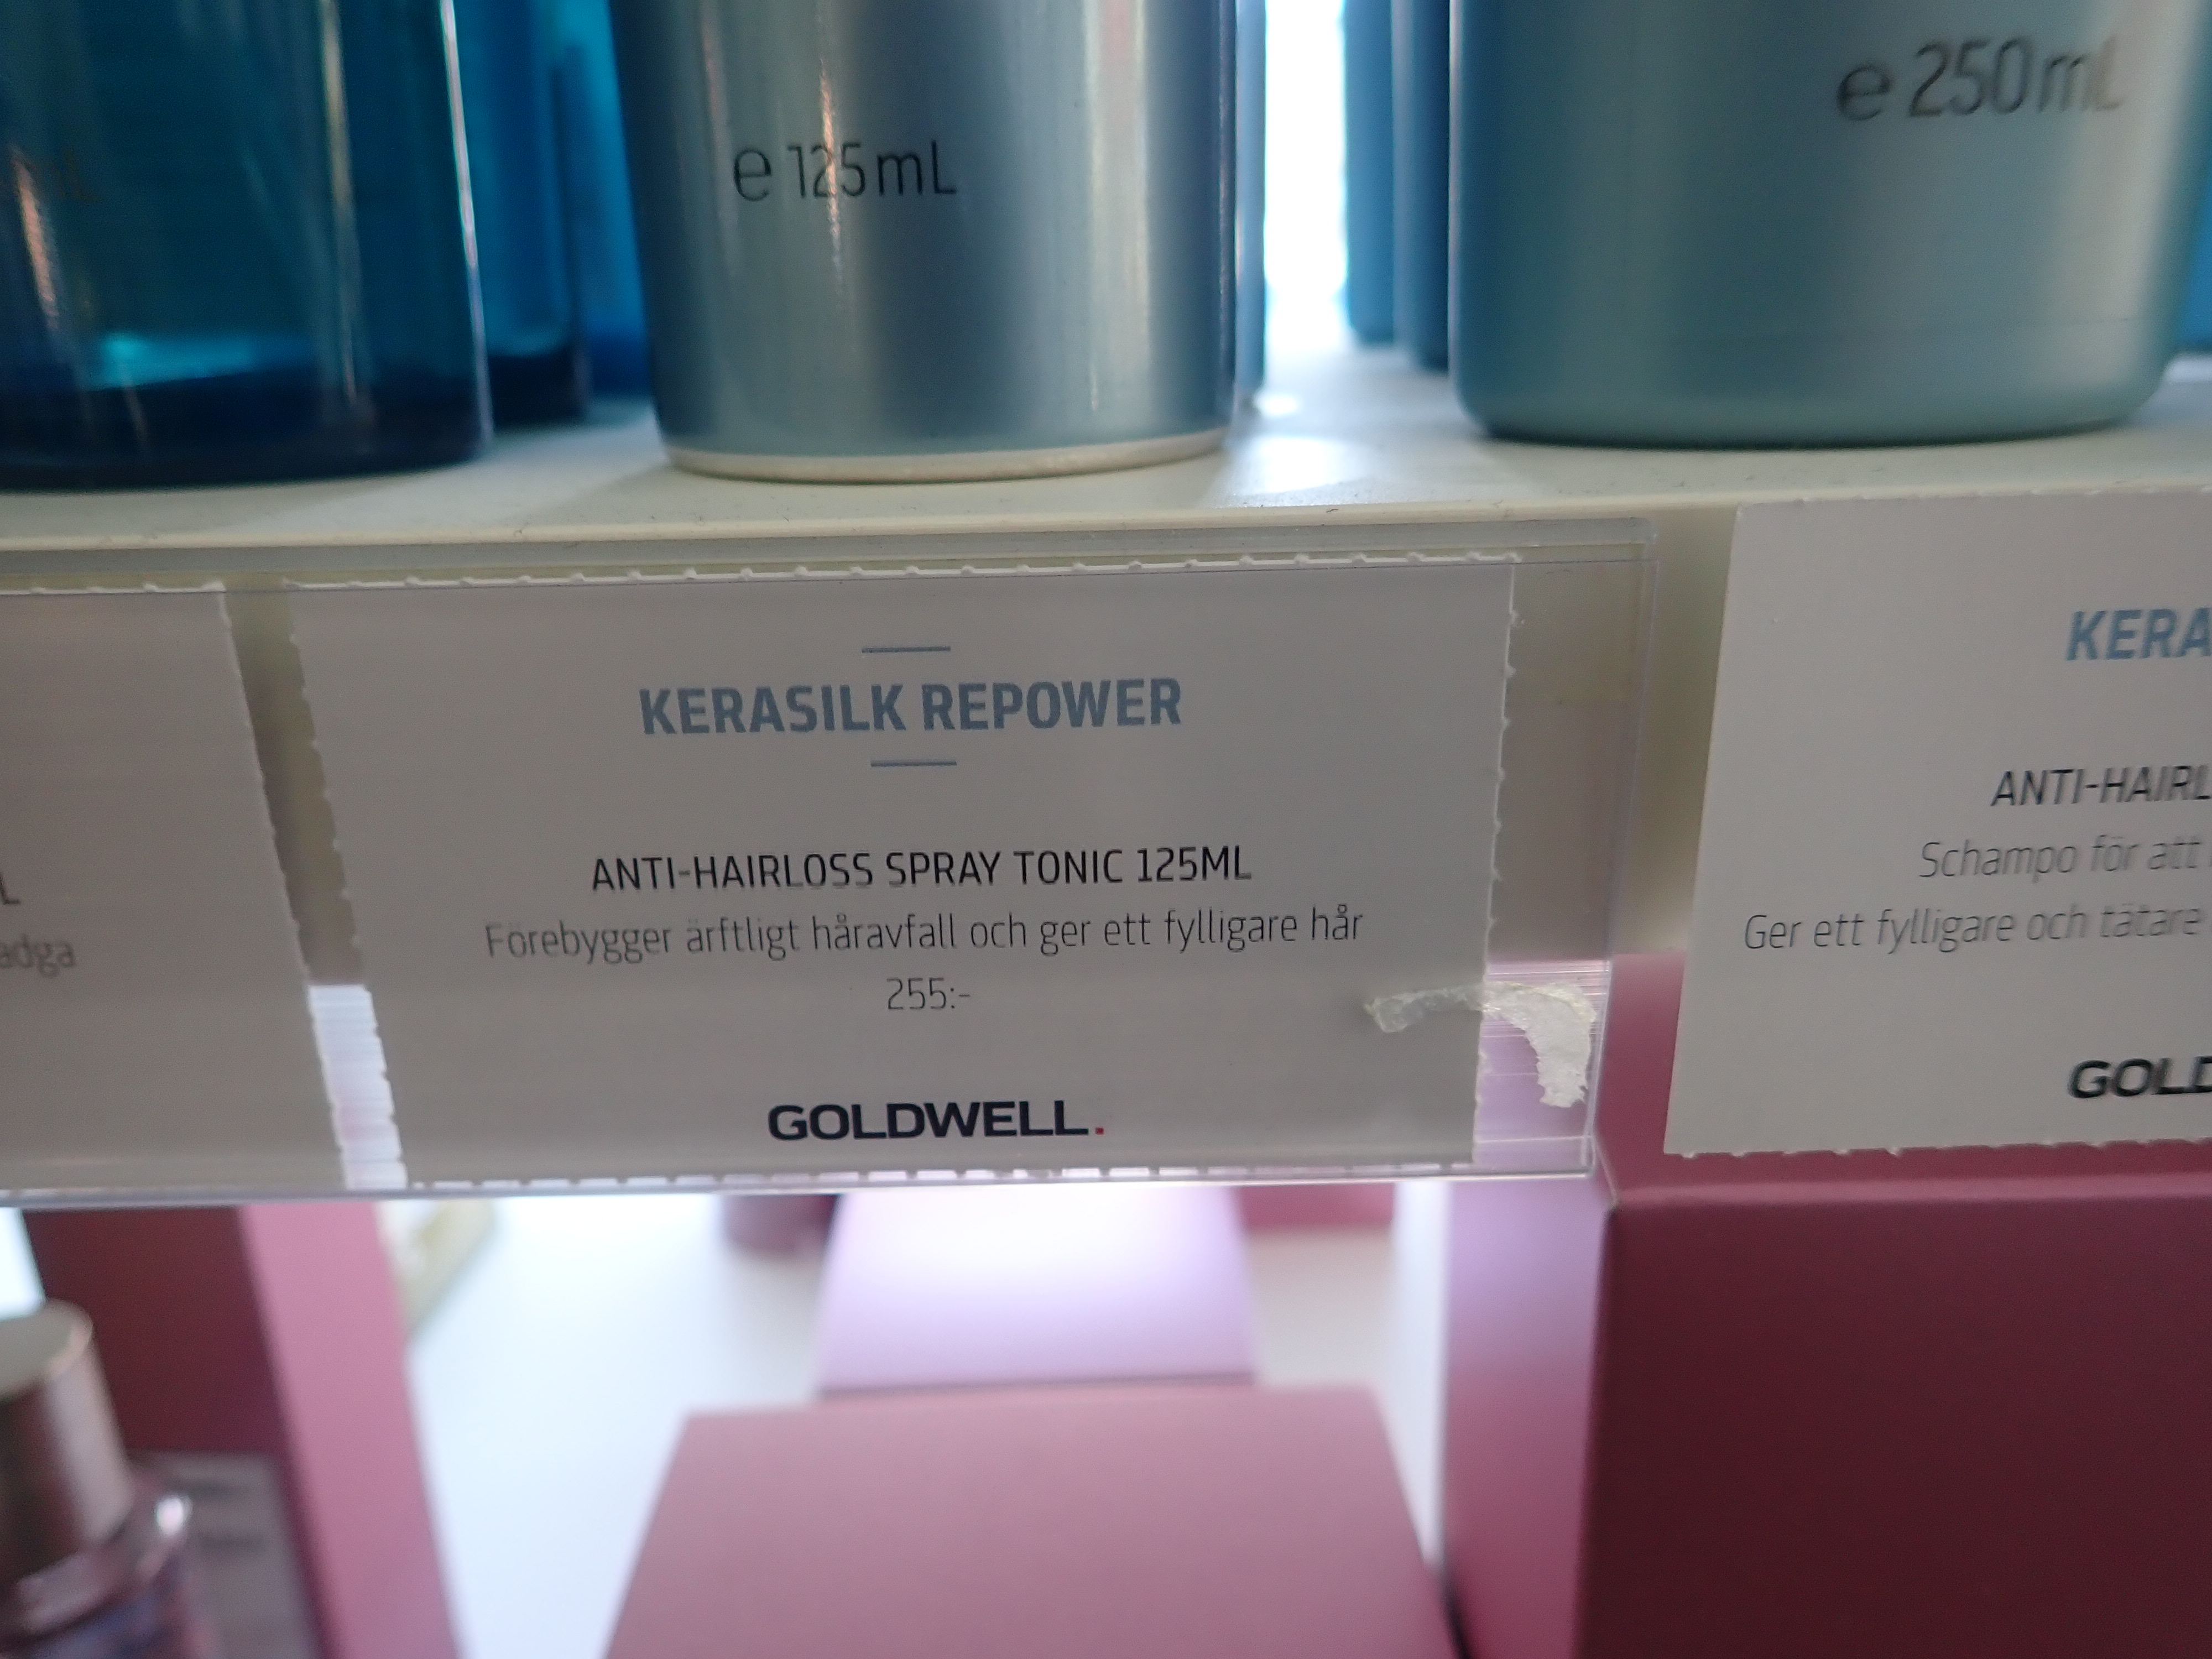 e 125mL
e 250mL
KERASILK REPOWER
ANTI-HAIRLOSS SPRAY TONIC 125ML
Förebygger ärftligt håravfall och ger ett fylligare hår
255:-
GOLDWELL.
KERA
ANTI-HAIRL
Schampo för att
Ger ett fylligare och tätare
GOLD
L
adga